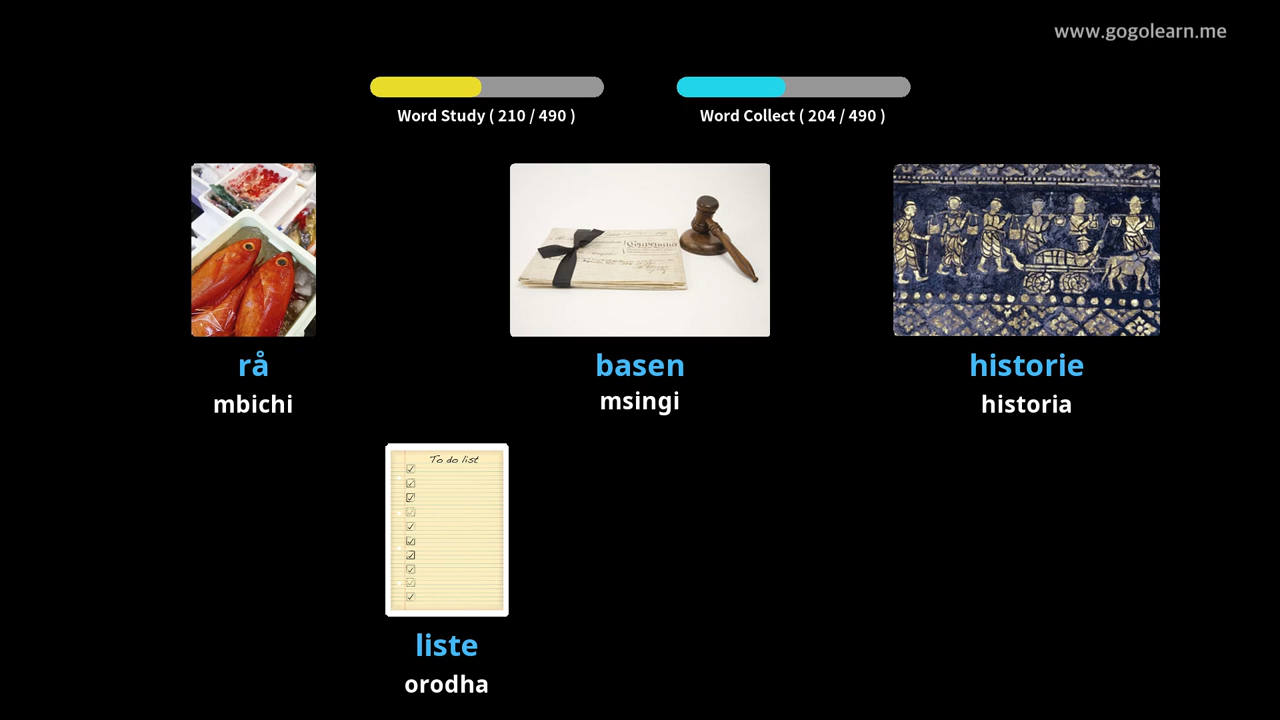 www.gogolearn.me
Word Study ( 210 / 490 )
Word Collect ( 204 / 490 )
rå
mbichi
basen
msingi
historie
historia
To do list
liste
orodha